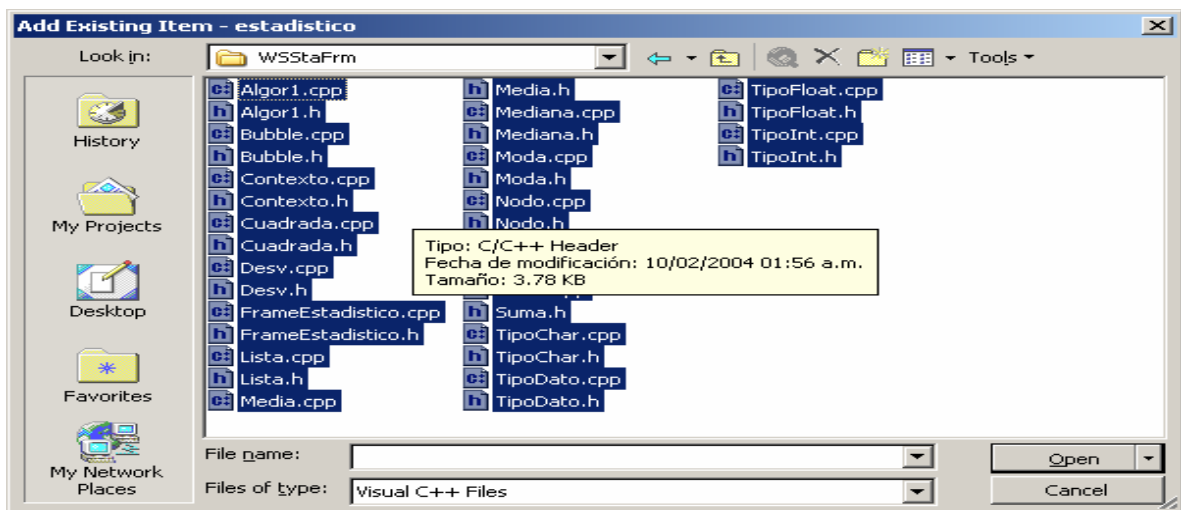 Add Existing Item - estadistico
Look in:
WSStaFrm
Tools
History
My Projects
Desktop
Favorites
My Network
Places
Algor1.cpp
Algor1.h
Bubble.cpp
Bubble.h
Contexto.cpp
Contexto.h
Cuadrada.cpp
Cuadrada.h
Desv.cpp
Desv.h
FrameEstadistico.cpp
FrameEstadistico.h
Lista.cpp
Lista.h
Media.cpp
Media.h
Mediana.cpp
Mediana.h
Moda.cpp
Moda.h
Nodo.cpp
Nodo.h
Tipo: C/C++ Header
Fecha de modificación: 10/02/2004 01:56 a.m.
Tamaño: 3.78 KB
Suma.h
TipoChar.cpp
TipoChar.h
TipoDato.cpp
TipoDato.h
TipoFloat.cpp
TipoFloat.h
TipoInt.cpp
TipoInt.h
File name:
Open
Files of type:
Visual C++ Files
Cancel